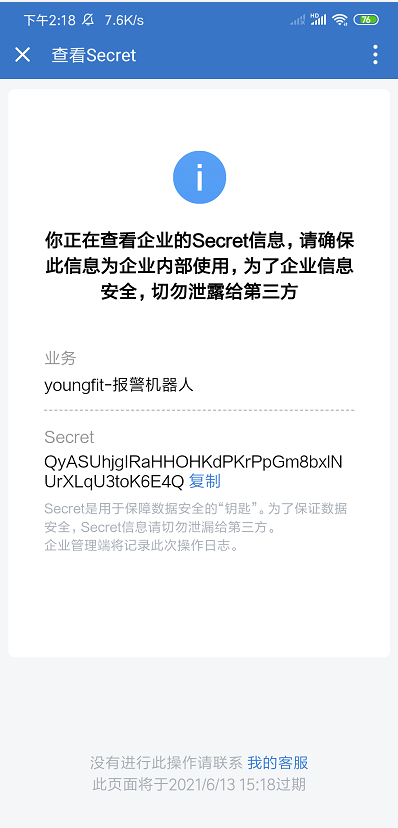 下午2:18 7.6K/s HD 76
查看Secret
i
你正在查看企业的Secret信息，请确保
此信息为企业内部使用，为了企业信息
安全，切勿泄露给第三方
业务
youngfit-报警机器人
Secret
QyASUhjglRaHHOHKdPKrPpGm8bxlN
UrXLqU3toK6E4Q 复制
Secret是用于保障数据安全的“钥匙”。为了保证数据
安全，Secret信息请切勿泄漏给第三方。
企业管理端将记录此次操作日志。
没有进行此操作请联系 我的客服
此页面将于2021/6/13 15:18过期